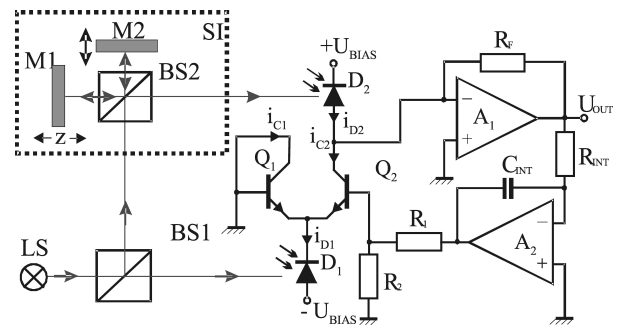 M2
SI
M1
BS2
+U_BIAS
R_F
D_2
z
i_C1
i_D2
i_C2
A_1
U_OUT
R_INT
Q_1
Q_2
C_INT
BS1
i_D1
R_1
A_2
LS
D_1
R_2
- U_BIAS
−
+
−
+